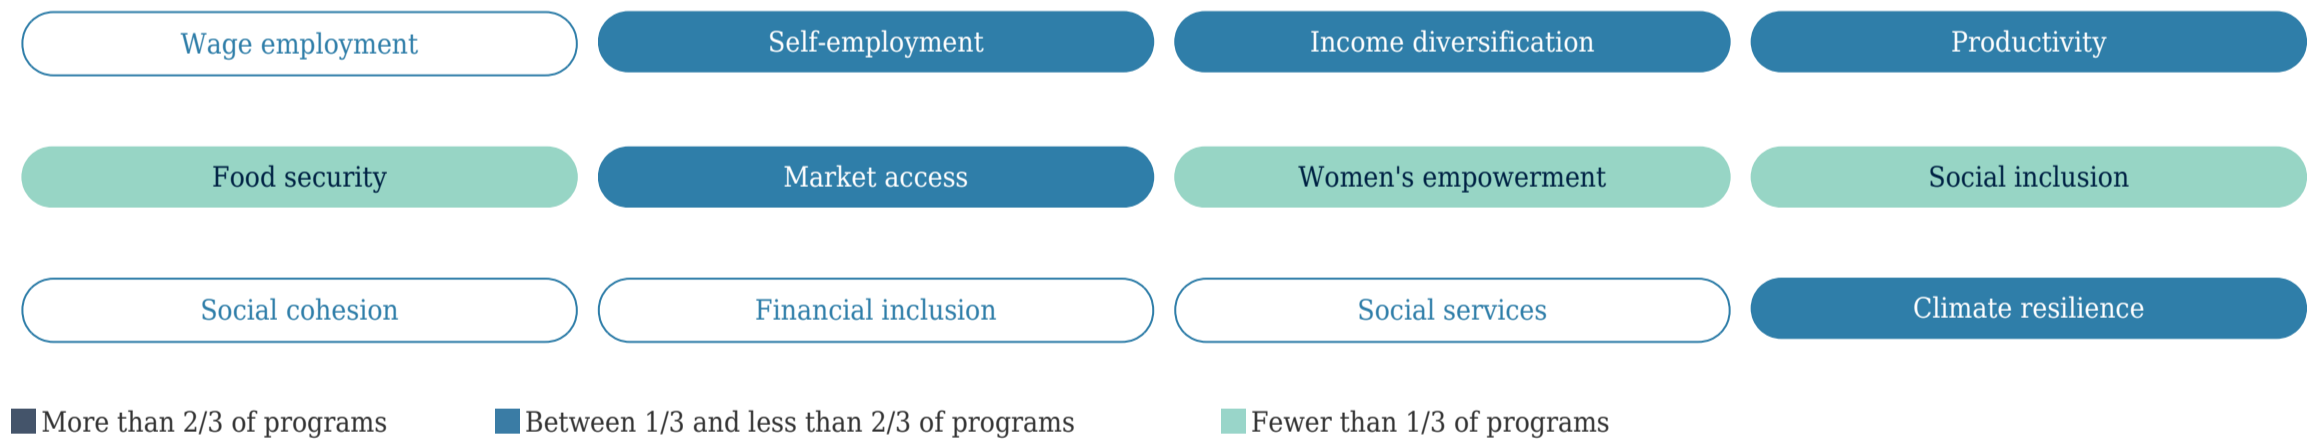 Wage employment
Self-employment
Income diversification
Productivity
Food security
Market access
Women's empowerment
Social inclusion
Social cohesion
Financial inclusion
Social services
Climate resilience
More than 2/3 of programs
Between 1/3 and less than 2/3 of programs
Fewer than 1/3 of programs